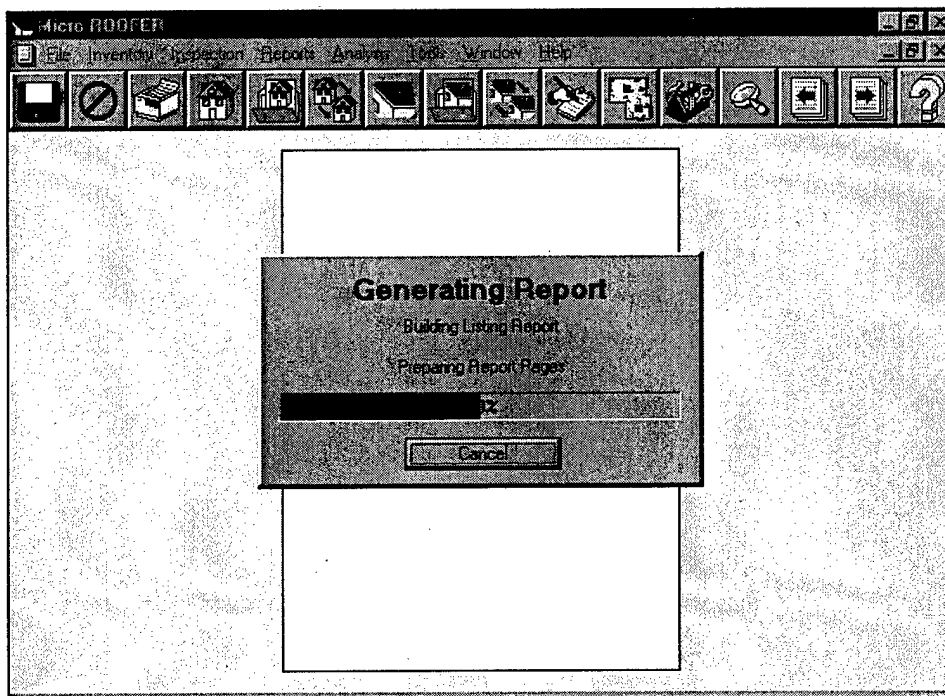 Micro ROOFER
File Inventory Inspection Reports Analysis Tools Window Help
Generating Report
Building Listing Report
Preparing Report Pages
Cancel